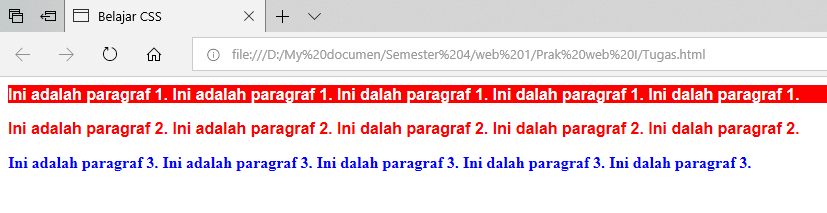 Belajar CSS
file:///D:/My%20documen/Semester%204/web%201/Prak%20web%20I/Tugas.html
Ini adalah paragraf 1. Ini adalah paragraf 1. Ini dalah paragraf 1. Ini dalah paragraf 1. Ini dalah paragraf 1.
Ini adalah paragraf 2. Ini adalah paragraf 2. Ini dalah paragraf 2. Ini dalah paragraf 2. Ini dalah paragraf 2.
Ini adalah paragraf 3. Ini adalah paragraf 3. Ini dalah paragraf 3. Ini dalah paragraf 3. Ini dalah paragraf 3.